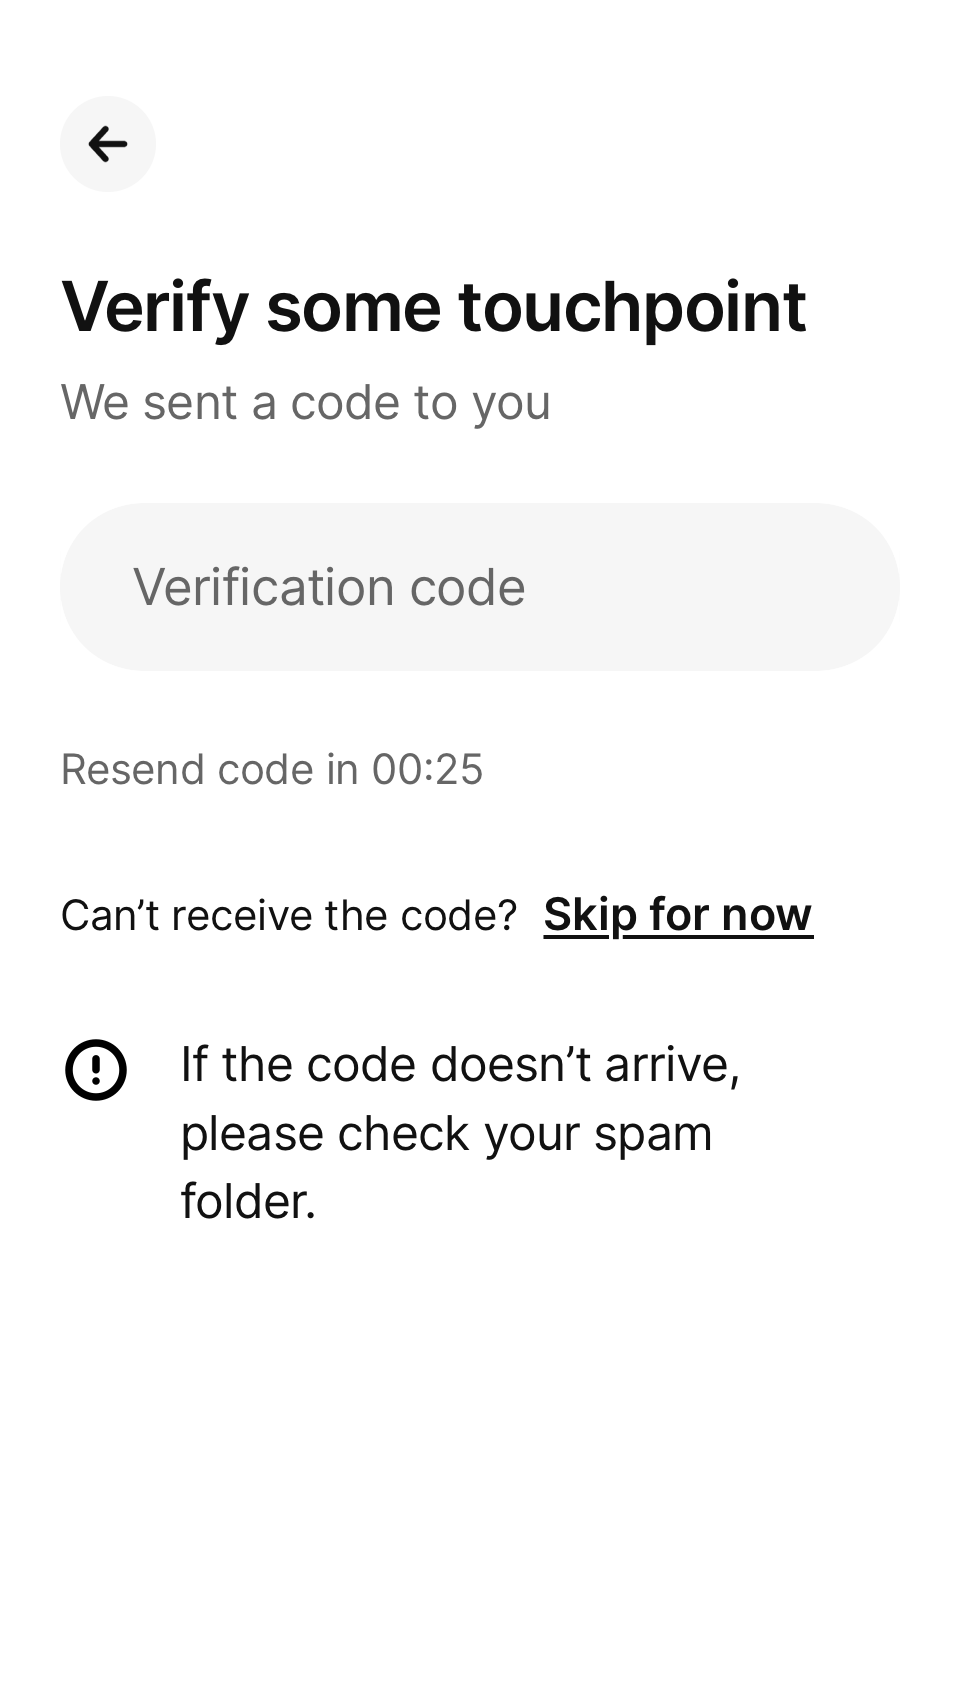 Verify some touchpoint
We sent a code to you
Verification code
Resend code in 00:25
Can’t receive the code? Skip for now
If the code doesn’t arrive,
please check your spam
folder.